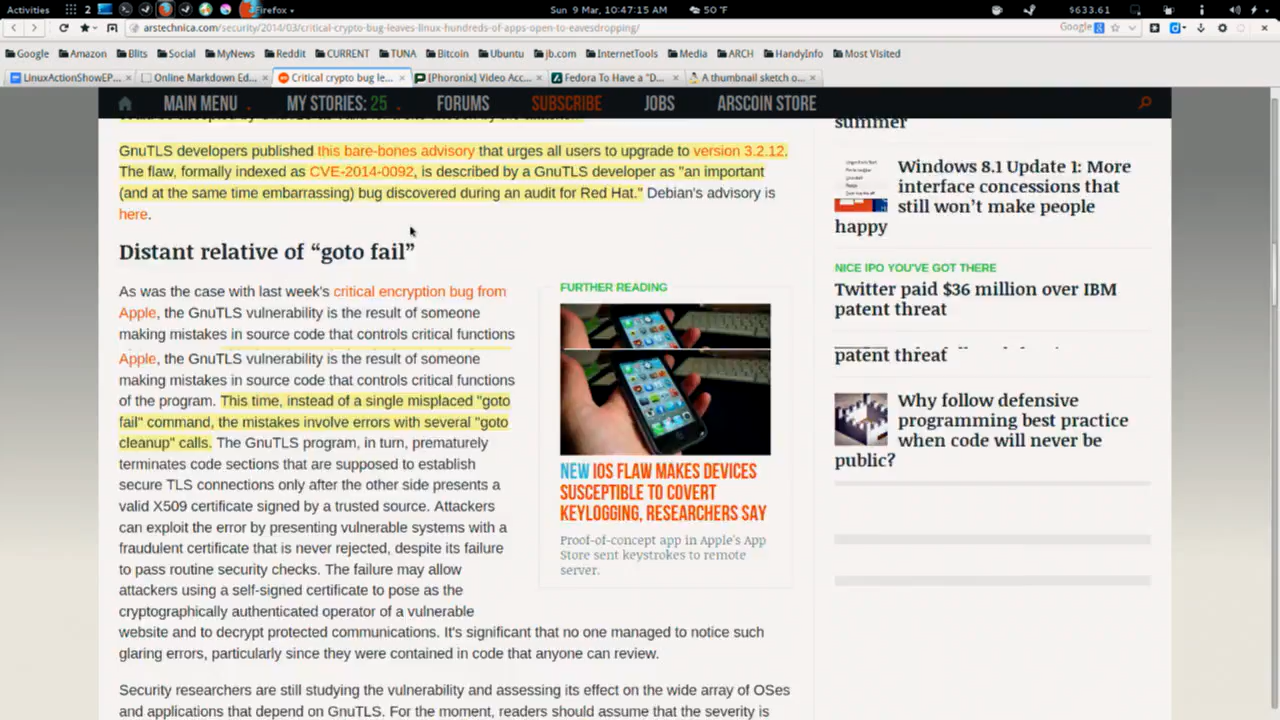 Activities
2
Firefox
Sun 9 Mar, 10:47:15 AM
50 °F
$633.61
arstechnica.com/security/2014/03/critical-crypto-bug-leaves-linux-hundreds-of-apps-open-to-eavesdropping/
Google
Google Amazon Blits Social MyNews Reddit CURRENT TUNA Bitcoin Ubuntu jb.com InternetTools Media ARCH HandyInfo Most Visited
LinuxActionShowEP... Online Markdown Ed... Critical crypto bug le... [Phoronix] Video Acc... Fedora To Have a "D... A thumbnail sketch o...
MAIN MENU MY STORIES: 25 FORUMS SUBSCRIBE JOBS ARSCOIN STORE
GnuTLS developers published this bare-bones advisory that urges all users to upgrade to version 3.2.12.
The flaw, formally indexed as CVE-2014-0092, is described by a GnuTLS developer as "an important
(and at the same time embarrassing) bug discovered during an audit for Red Hat." Debian's advisory is
here.
Distant relative of “goto fail”
As was the case with last week's critical encryption bug from
Apple, the GnuTLS vulnerability is the result of someone
making mistakes in source code that controls critical functions
Apple, the GnuTLS vulnerability is the result of someone
making mistakes in source code that controls critical functions
of the program. This time, instead of a single misplaced "goto
fail" command, the mistakes involve errors with several "goto
cleanup" calls. The GnuTLS program, in turn, prematurely
terminates code sections that are supposed to establish
secure TLS connections only after the other side presents a
valid X509 certificate signed by a trusted source. Attackers
can exploit the error by presenting vulnerable systems with a
fraudulent certificate that is never rejected, despite its failure
to pass routine security checks. The failure may allow
attackers using a self-signed certificate to pose as the
cryptographically authenticated operator of a vulnerable
website and to decrypt protected communications. It's significant that no one managed to notice such
glaring errors, particularly since they were contained in code that anyone can review.
Security researchers are still studying the vulnerability and assessing its effect on the wide array of OSes
and applications that depend on GnuTLS. For the moment, readers should assume that the severity is
FURTHER READING
NEW IOS FLAW MAKES DEVICES
SUSCEPTIBLE TO COVERT
KEYLOGGING, RESEARCHERS SAY
Proof-of-concept app in Apple's App
Store sent keystrokes to remote
server.
summer
Windows 8.1 Update 1: More
interface concessions that
still won’t make people
happy
NICE IPO YOU'VE GOT THERE
Twitter paid $36 million over IBM
patent threat
patent threat
Why follow defensive
programming best practice
when code will never be
public?